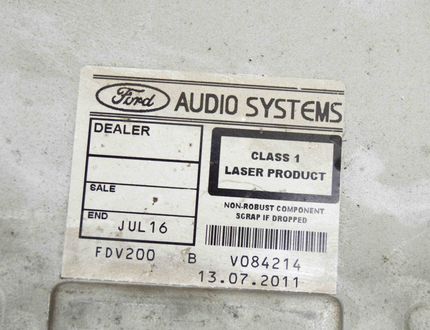 Ford AUDIO SYSTEMS
DEALER
SALE
END JUL16
CLASS 1
LASER PRODUCT
NON-ROBUST COMPONENT
SCRAP IF DROPPED
FDV200 B V084214
13.07.2011